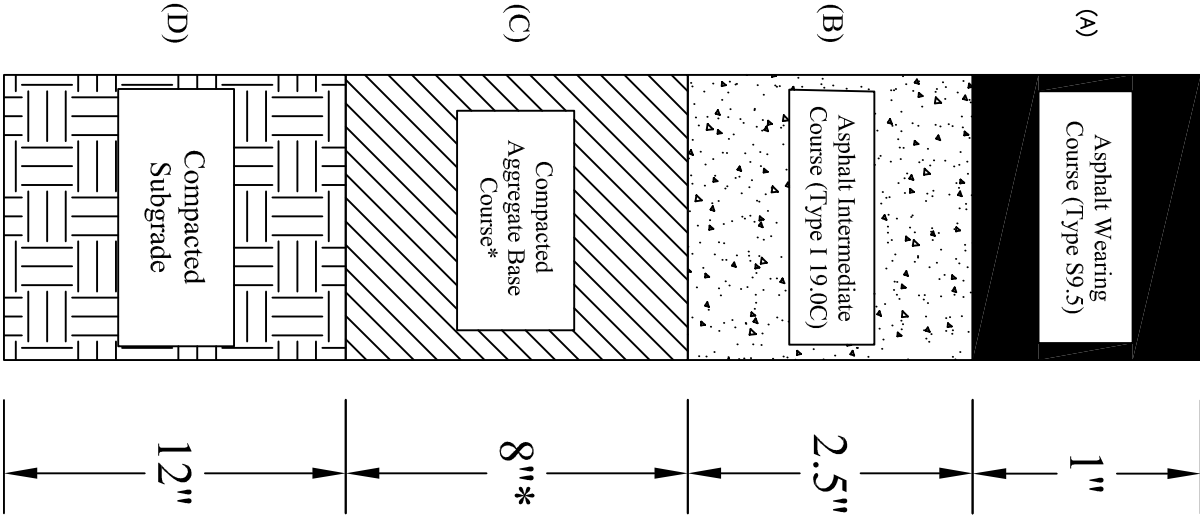 (A)
Asphalt Wearing
Course (Type S9.5)
1"
(B)
Asphalt Intermediate
Course (Type I 19.0C)
2.5"
(C)
Compacted
Aggregate Base
Course*
8"*
(D)
Compacted
Subgrade
12"